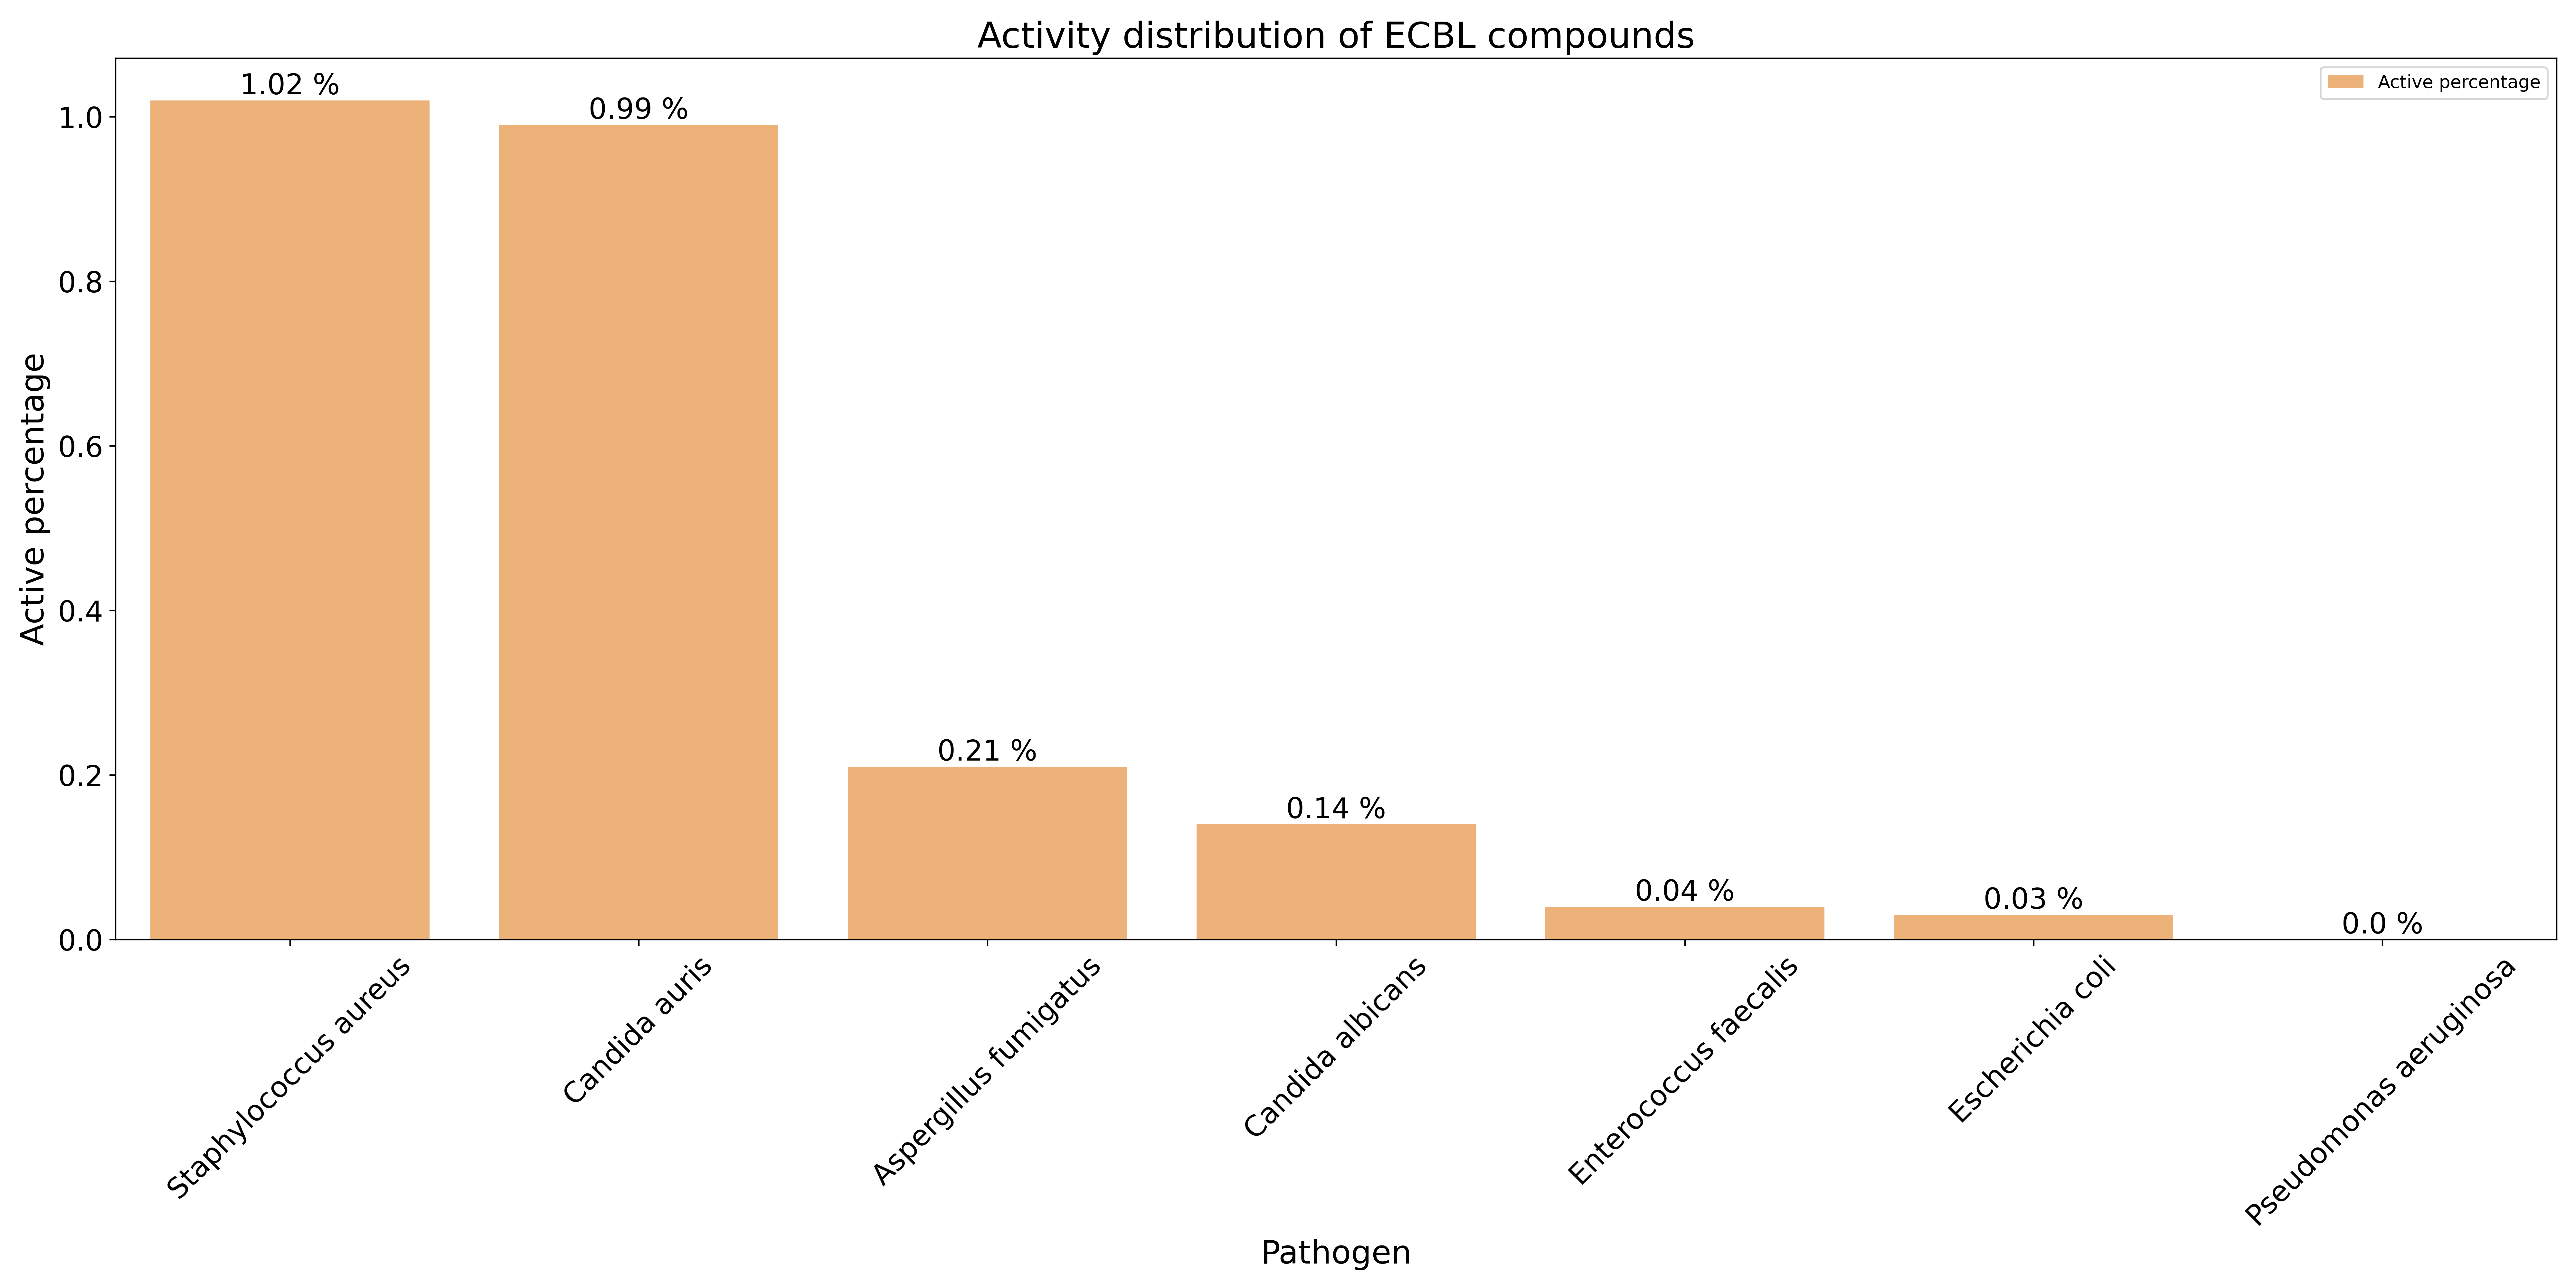 Activity distribution of ECBL compounds
Active percentage
1.02 %
0.99 %
0.21 %
0.14 %
0.04 %
0.03 %
0.0 %
1.0
0.8
0.6
0.4
0.2
0.0
Active percentage
Staphylococcus aureus
Candida auris
Aspergillus fumigatus
Candida albicans
Enterococcus faecalis
Escherichia coli
Pseudomonas aeruginosa
Pathogen